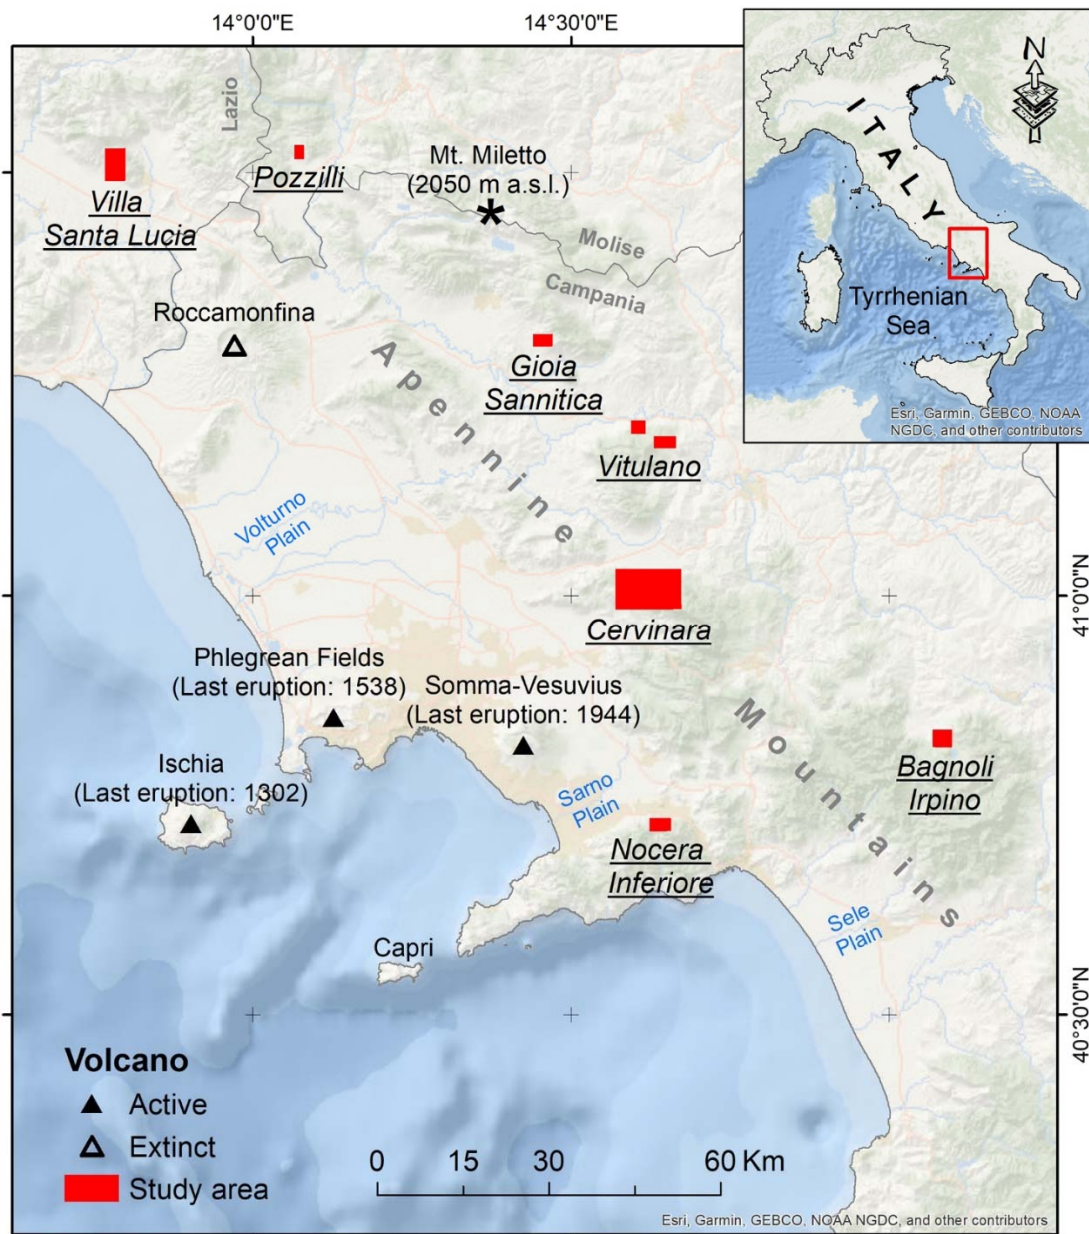 14°0'0"E
14°30'0"E
N
ITALY
Tyrrhenian
Sea
Esri, Garmin, GEBCO, NOAA
NGDC, and other contributors
Lazio
Villa
Santa Lucia
Pozzilli
Mt. Miletto
(2050 m a.s.l.)
Molise
Campania
Roccamonfina
Gioia
Sannitica
Apennine
Vitulano
Volturno
Plain
41°0'0"N
Cervinara
Phlegrean Fields
(Last eruption: 1538)
Somma-Vesuvius
(Last eruption: 1944)
Mountains
Ischia
(Last eruption: 1302)
Sarno
Plain
Bagnoli
Irpino
Nocera
Inferiore
Sele
Plain
Capri
40°30'0"N
Volcano
Active
Extinct
Study area
0 15 30 60 Km
Esri, Garmin, GEBCO, NOAA NGDC, and other contributors